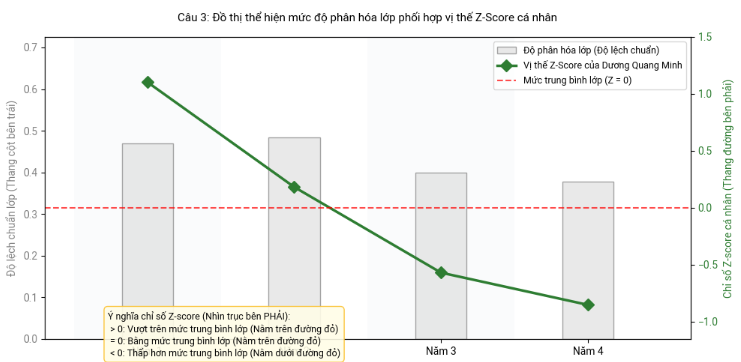 Câu 3: Đồ thị thể hiện mức độ phân hóa lớp phối hợp vị thế Z-Score cá nhân
Độ lệch chuẩn lớp (Thang cột bên trái)
0.7
0.6
0.5
0.4
0.3
0.2
0.1
0.0
Độ phân hóa lớp (Độ lệch chuẩn)
Vị thế Z-Score của Dương Quang Minh
Mức trung bình lớp (Z = 0)
1.5
1.0
0.5
0.0
−0.5
−1.0
Chỉ số Z-score cá nhân (Thang đường bên phải)
Ý nghĩa chỉ số Z-score (Nhìn trục bên PHẢI):
> 0: Vượt trên mức trung bình lớp (Nằm trên đường đỏ)
= 0: Bằng mức trung bình lớp (Nằm trên đường đỏ)
< 0: Thấp hơn mức trung bình lớp (Nằm dưới đường đỏ)
Năm 3
Năm 4